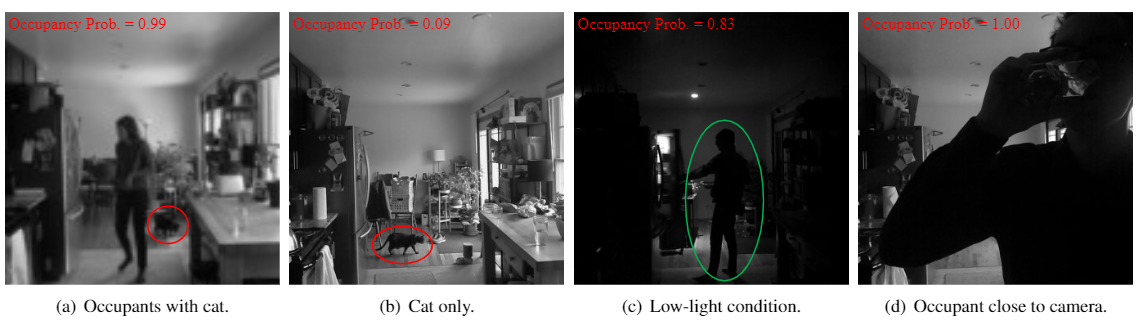 Occupancy Prob. = 0.99
Occupancy Prob. = 0.09
Occupancy Prob. = 0.83
Occupancy Prob. = 1.00
(a) Occupants with cat.
(b) Cat only.
(c) Low-light condition.
(d) Occupant close to camera.